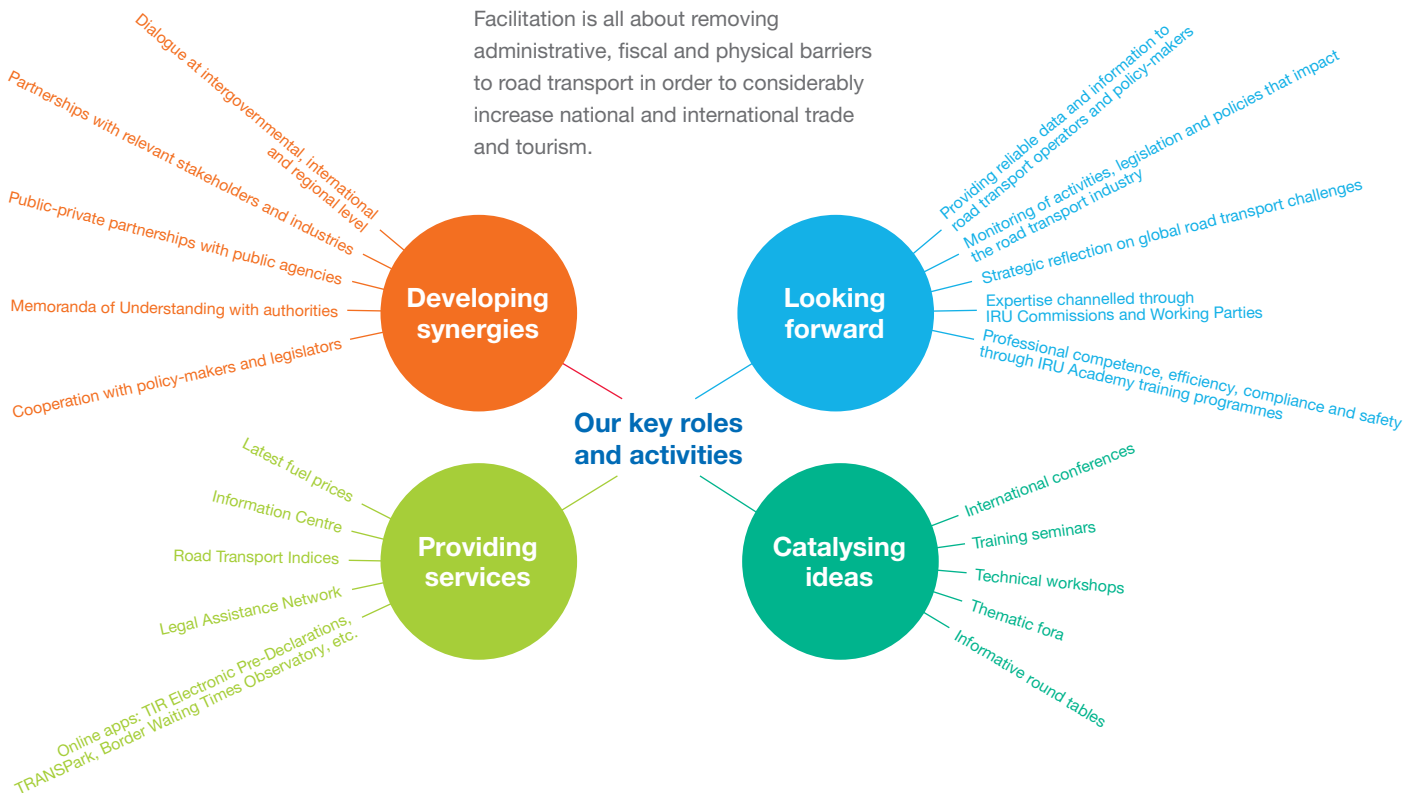 Facilitation is all about removing
administrative, fiscal and physical barriers
to road transport in order to considerably
increase national and international trade
and tourism.
Dialogue at intergovernmental, international
and regional level
Partnerships with relevant stakeholders and industries
Public-private partnerships with public agencies
Memoranda of Understanding with authorities
Cooperation with policy-makers and legislators
Developing
synergies
Providing reliable data and information to
road transport operators and policy-makers
Monitoring of activities, legislation and policies that impact
the road transport industry
Strategic reflection on global road transport challenges
Expertise channelled through
IRU Commissions and Working Parties
Professional competence, efficiency, compliance and safety
through IRU Academy training programmes
Looking
forward
Our key roles
and activities
Latest fuel prices
Information Centre
Road Transport Indices
Legal Assistance Network
Online apps: TIR Electronic Pre-Declarations,
TRANSPark, Border Waiting Times Observatory, etc.
Providing
services
Catalysing
ideas
International conferences
Training seminars
Technical workshops
Thematic fora
Informative round tables